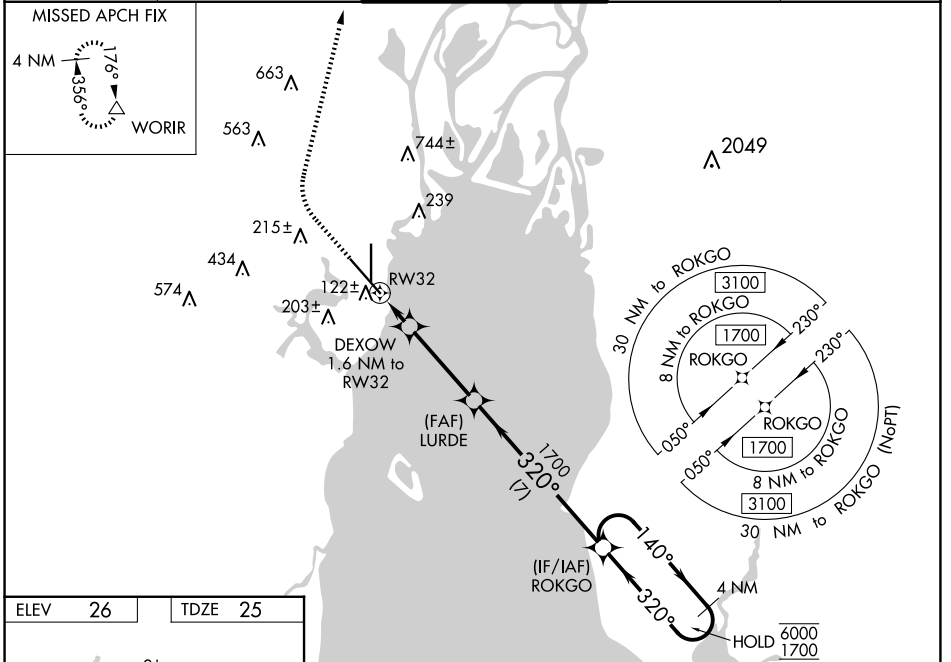 MISSED APCH FIX
4 NM
176°
356°
WORIR
663
563
744±
2049
239
215±
434
574
122±
RW32
203±
DEXOW
1.6 NM to
RW32
(FAF)
LURDE
1700
320°
(7)
(IF/IAF)
ROKGO
140°
320°
4 NM
HOLD 6000
1700
30 NM to ROKGO
3100
8 NM to ROKGO
1700
230°
ROKGO
050°
230°
ROKGO
050°
1700
8 NM to ROKGO
3100
30 NM to ROKGO (NoPT)
ELEV 26
TDZE 25